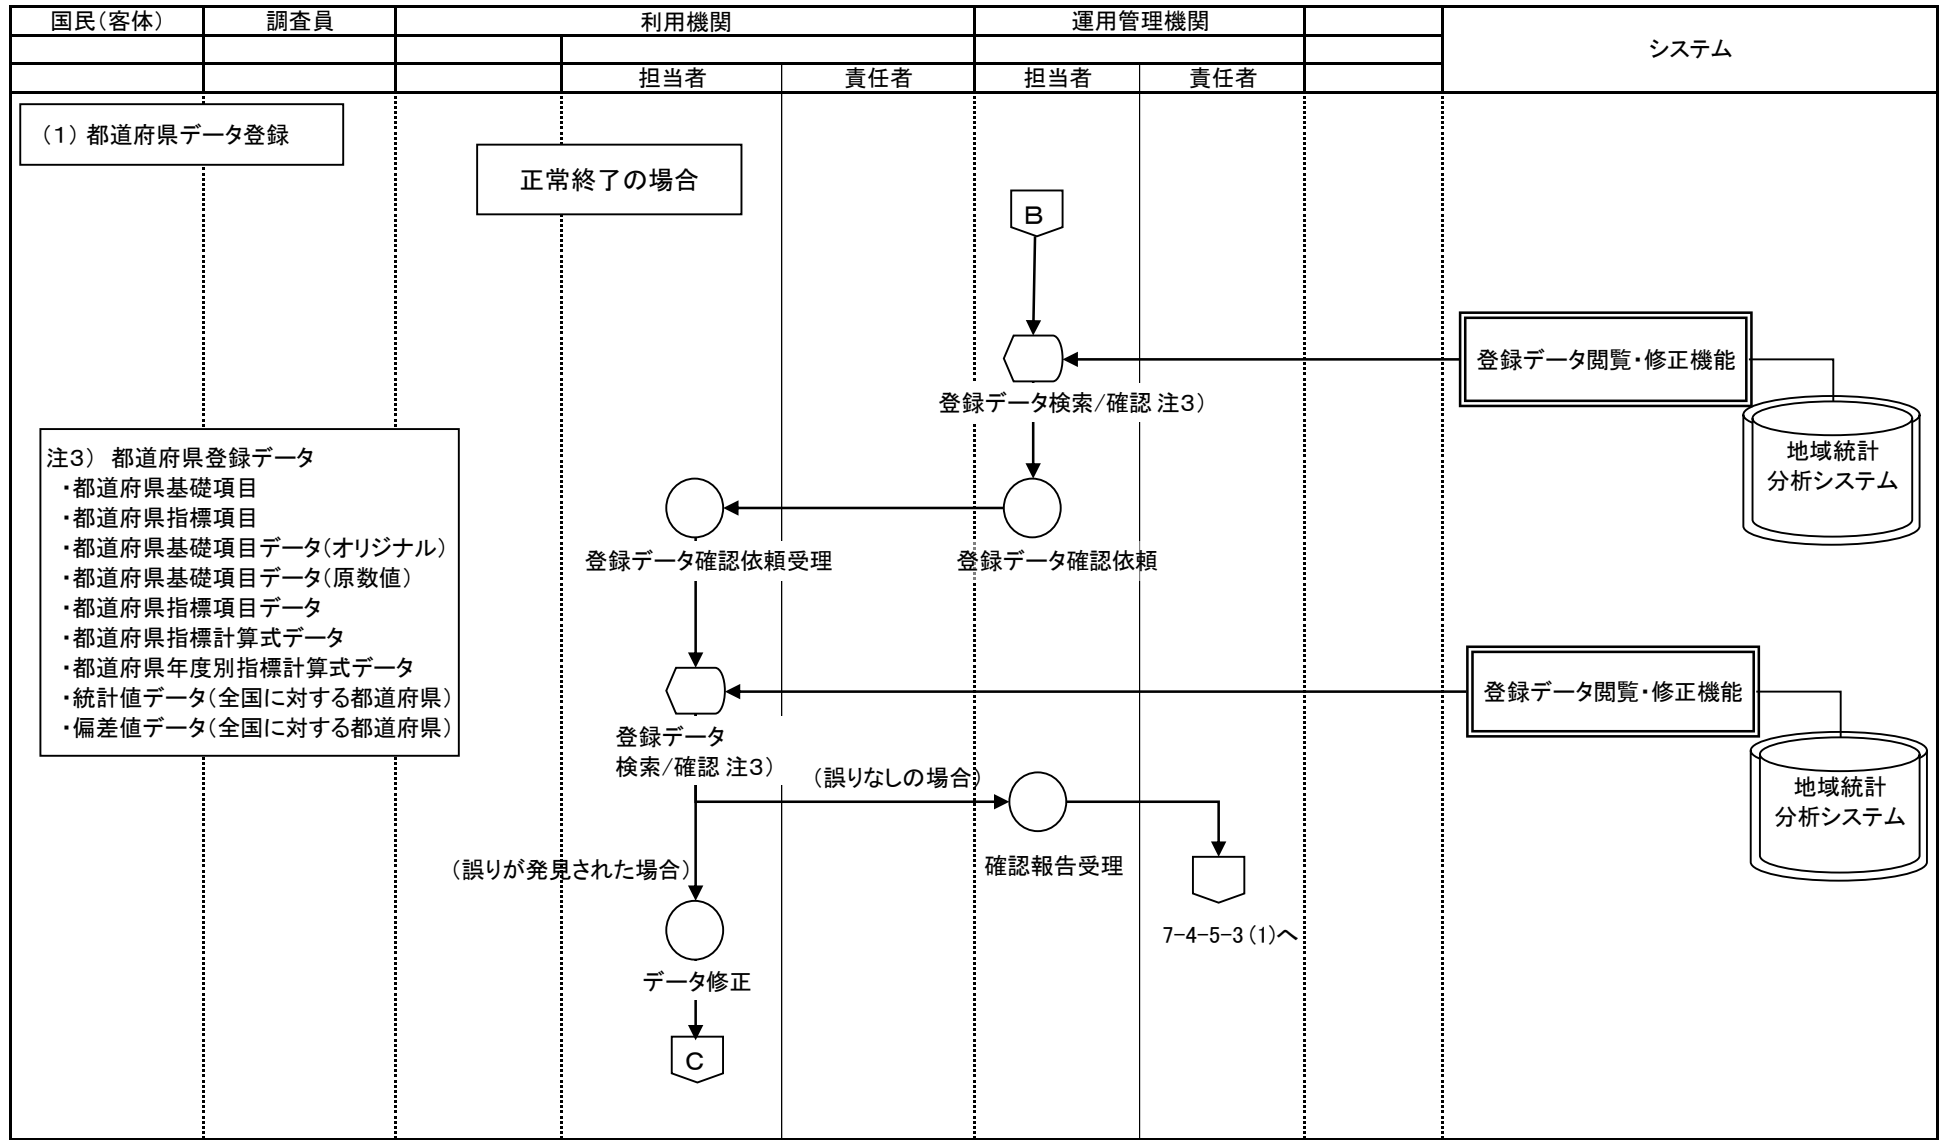 国民(客体)
調査員
利用機関
運用管理機関
システム
担当者
責任者
担当者
責任者
(1) 都道府県データ登録
正常終了の場合
B
登録データ閲覧・修正機能
登録データ検索/確認 注3)
地域統計
分析システム
注3) 都道府県登録データ
・都道府県基礎項目
・都道府県指標項目
・都道府県基礎項目データ(オリジナル)
・都道府県基礎項目データ(原数値)
・都道府県指標項目データ
・都道府県指標計算式データ
・都道府県年度別指標計算式データ
・統計値データ(全国に対する都道府県)
・偏差値データ(全国に対する都道府県)
登録データ確認依頼受理
登録データ確認依頼
登録データ閲覧・修正機能
登録データ
検索/確認 注3)
(誤りなしの場合)
地域統計
分析システム
(誤りが発見された場合)
確認報告受理
7-4-5-3(1)へ
データ修正
C